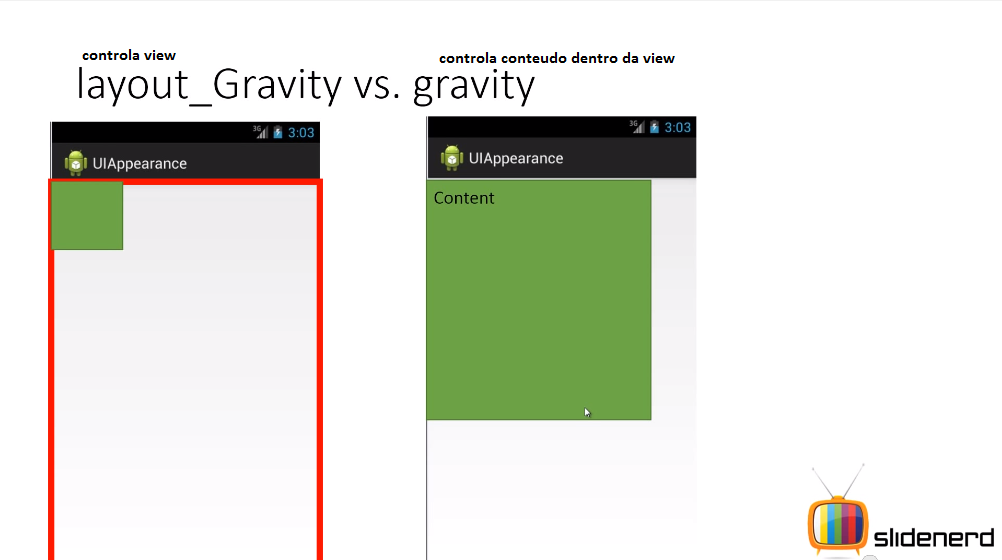 controla view
controla conteudo dentro da view
layout_Gravity vs. gravity
3G 3:03
UIAppearance
3G 3:03
UIAppearance
Content
slidenerd